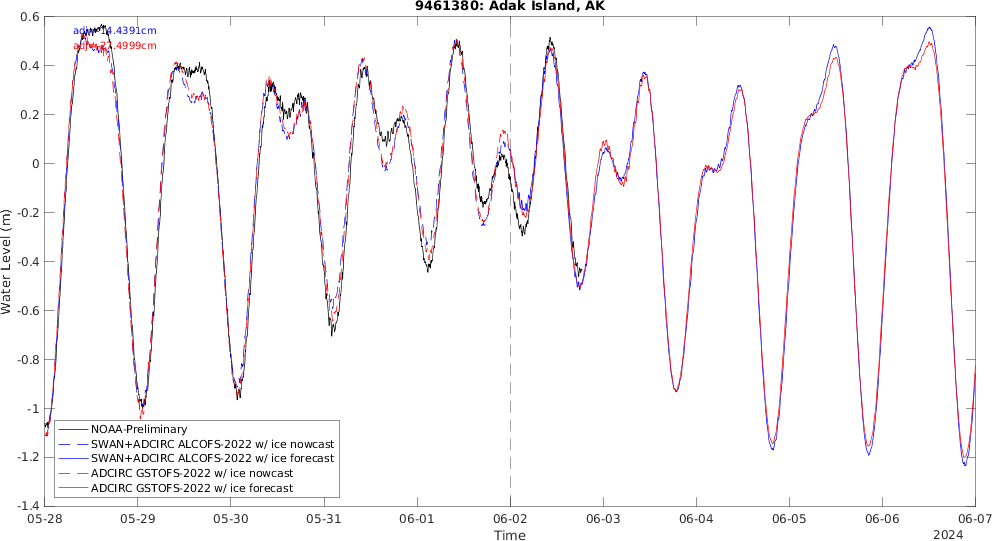 9461380: Adak Island, AK
0.6
0.4
0.2
0
-0.2
-0.4
-0.6
-0.8
-1
-1.2
-1.4
Water Level (m)
NOAA-Preliminary
SWAN+ADCIRC ALCOFS-2022 w/ ice nowcast
SWAN+ADCIRC ALCOFS-2022 w/ ice forecast
ADCIRC GSTOFS-2022 w/ ice nowcast
ADCIRC GSTOFS-2022 w/ ice forecast
05-28 05-29 05-30 05-31 06-01 06-02 06-03 06-04 06-05 06-06 06-07
Time
2024